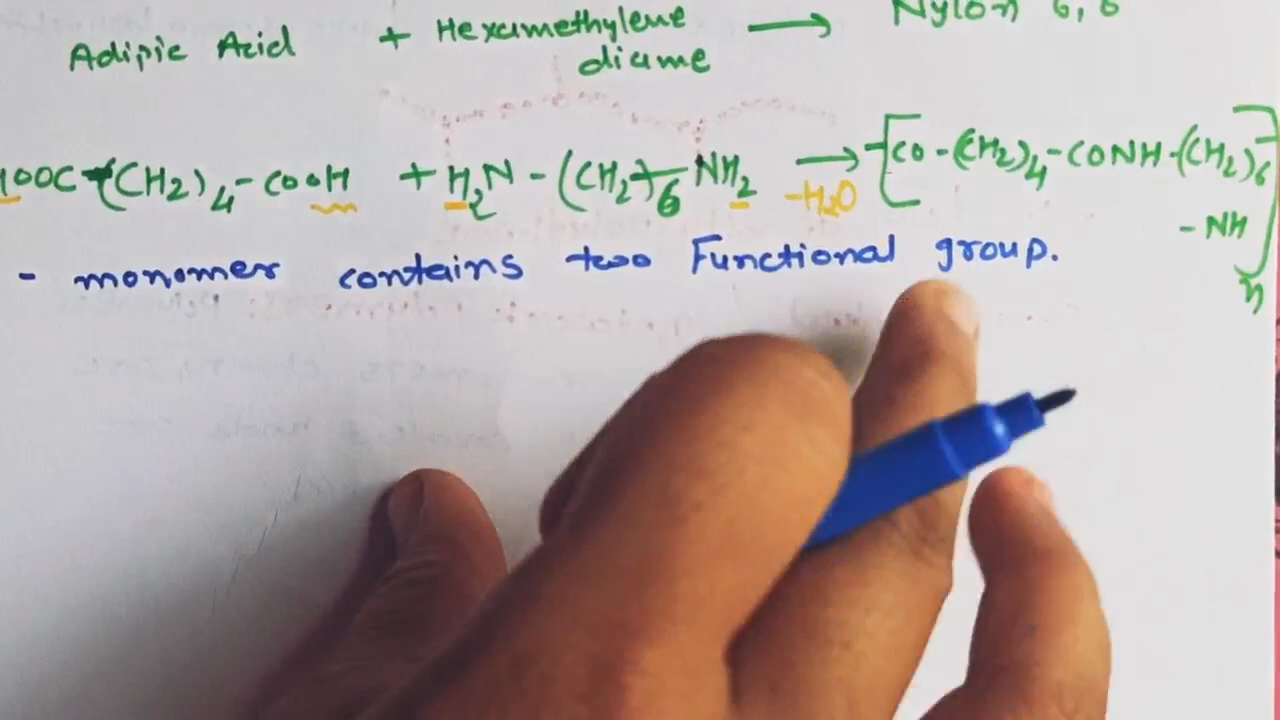 Nylon 6, 6
Adipic Acid + Hexamethylene ⟶
diame
HOOC-(CH2)4-COOH + H2N-(CH2)6-NH2 ⟶ [CO-(CH2)4-CONH-(CH2)6
-H2O
-NH]n
- monomer contains two Functional group.